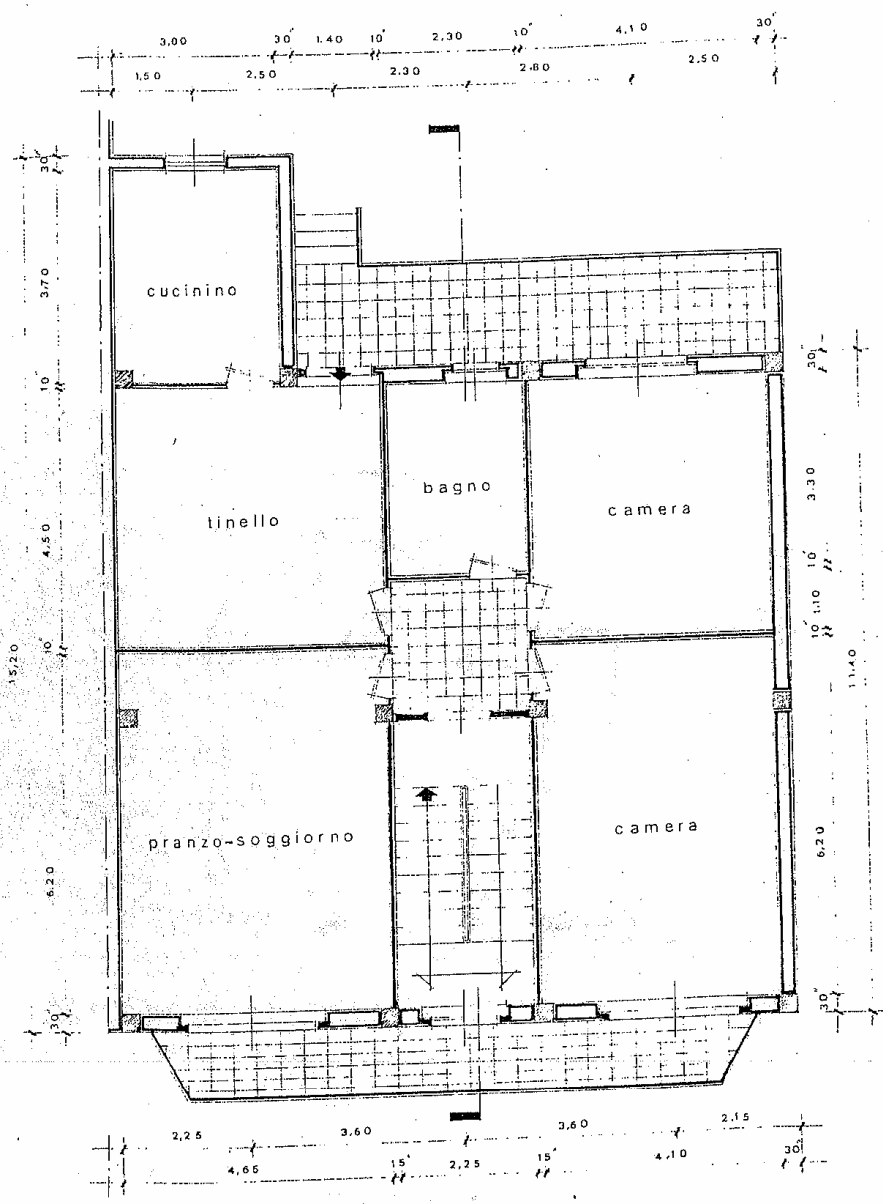 3,00 30' 1.40 10' 2,30 10' 4,10 30'
1,50 2,50 2.30 2.80 2.50
30'
cucinino
3,70
30'
10'
tinello
bagno
camera
3.30
4,50
10'
1.10
10'
15,20
10'
11.40
pranzo-soggiorno
camera
6.20
6,20
30'
30'
2,25 3,60 3,60 2.15
4,65 15' 2,25 15' 4,10 30'